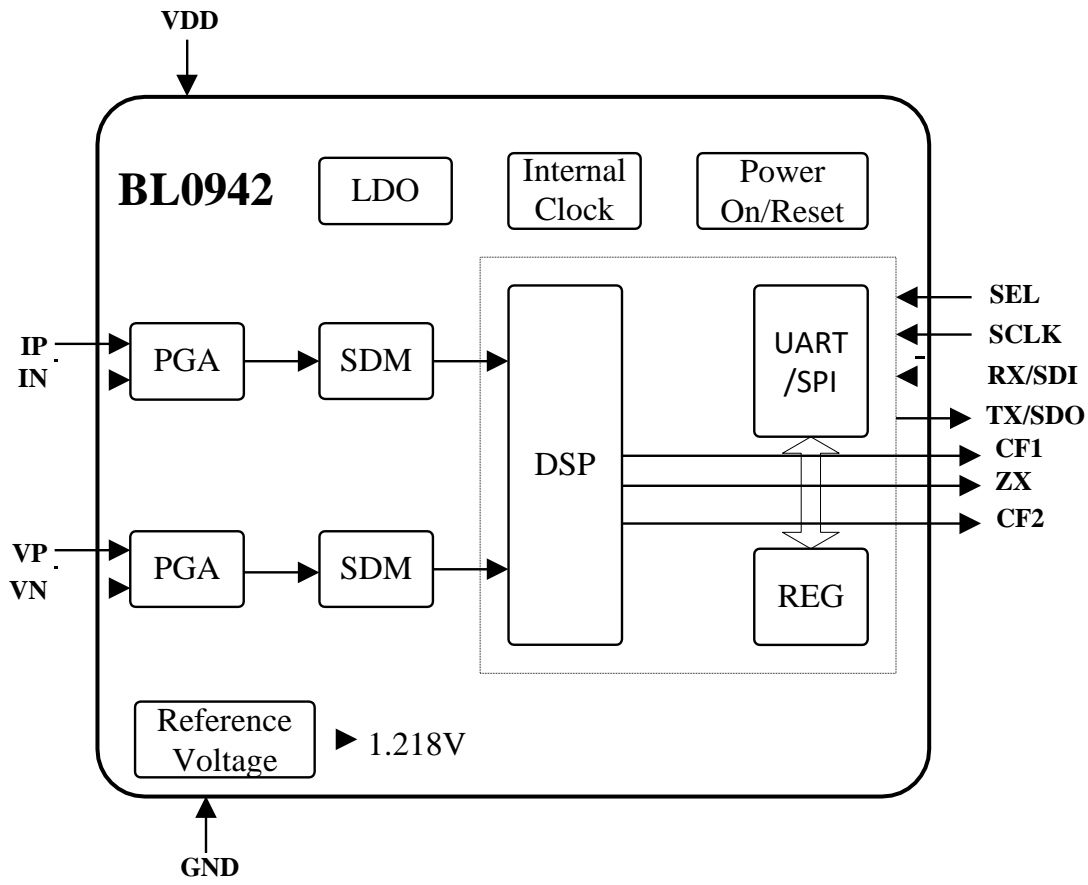 VDD
BL0942
LDO
Internal
Clock
Power
On/Reset
IP
IN
PGA
SDM
DSP
UART
/SPI
SEL
SCLK
RX/SDI
TX/SDO
CF1
ZX
CF2
VP
VN
PGA
SDM
REG
Reference
Voltage
1.218V
GND